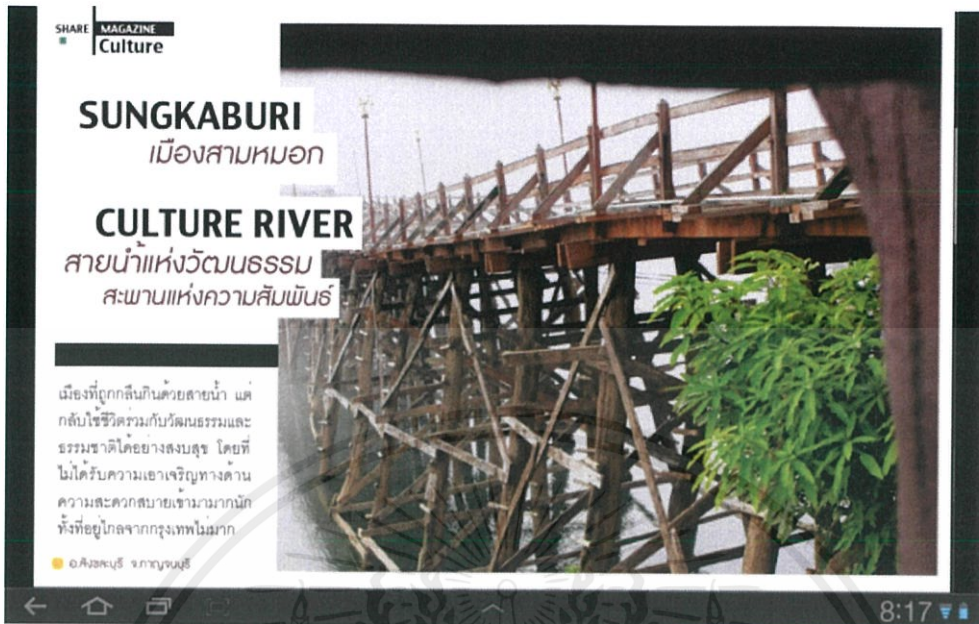 SHARE MAGAZINE
Culture
SUNGKABURI
เมืองสามหมอก
CULTURE RIVER
สายน้ำแห่งวัฒนธรรม
สะพานแห่งความสัมพันธ์
เมืองที่ถูกกลืนกินด้วยสายน้ำ แต่
กลับใช้ชีวิตร่วมกับวัฒนธรรมและ
ธรรมชาติได้อย่างสงบสุข โดยที่
ไม่ได้รับความเอาเจริญทางด้าน
ความสะดวกสบายเข้ามามากนัก
ทั้งที่อยู่ไกลจากกรุงเทพไม่มาก
อ.สังขละบุรี จ.กาญจนบุรี
8:17